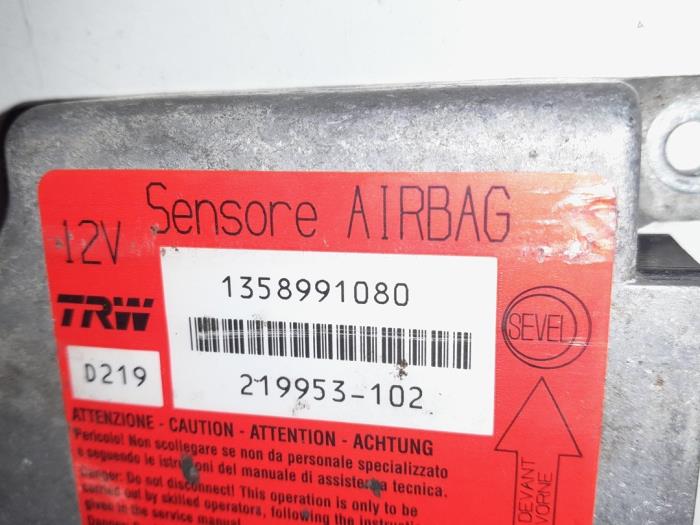 Sensore AIRBAG
12V
TRW
1358991080
SEVEL
D219
219953-102
ATTENZIONE - CAUTION - ATTENTION - ACHTUNG
Pericolo! Non scollegare se non da personale specializzato
e seguendo le istruzioni del manuale di assistenza tecnica.
Danger: Do not disconnect! This operation is only to be
carried out by skilled operators, following the instructi
given in the service manual.
DEVANT
VORNE